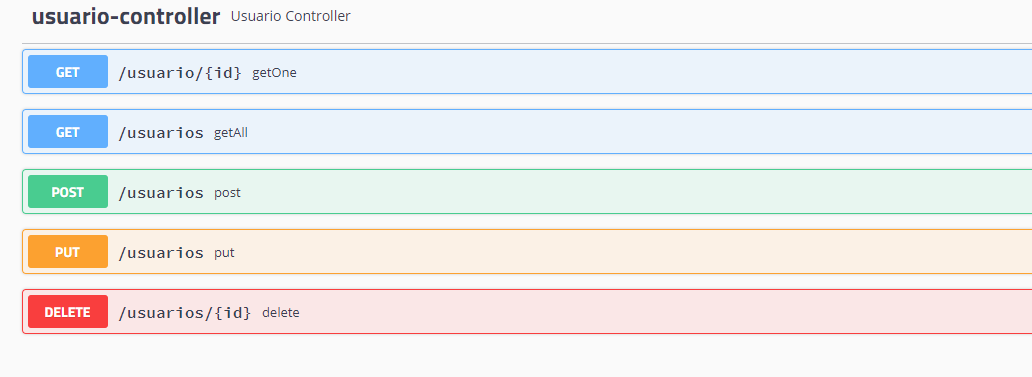 usuario-controller Usuario Controller
GET /usuario/{id} getOne
GET /usuarios getAll
POST /usuarios post
PUT /usuarios put
DELETE /usuarios/{id} delete